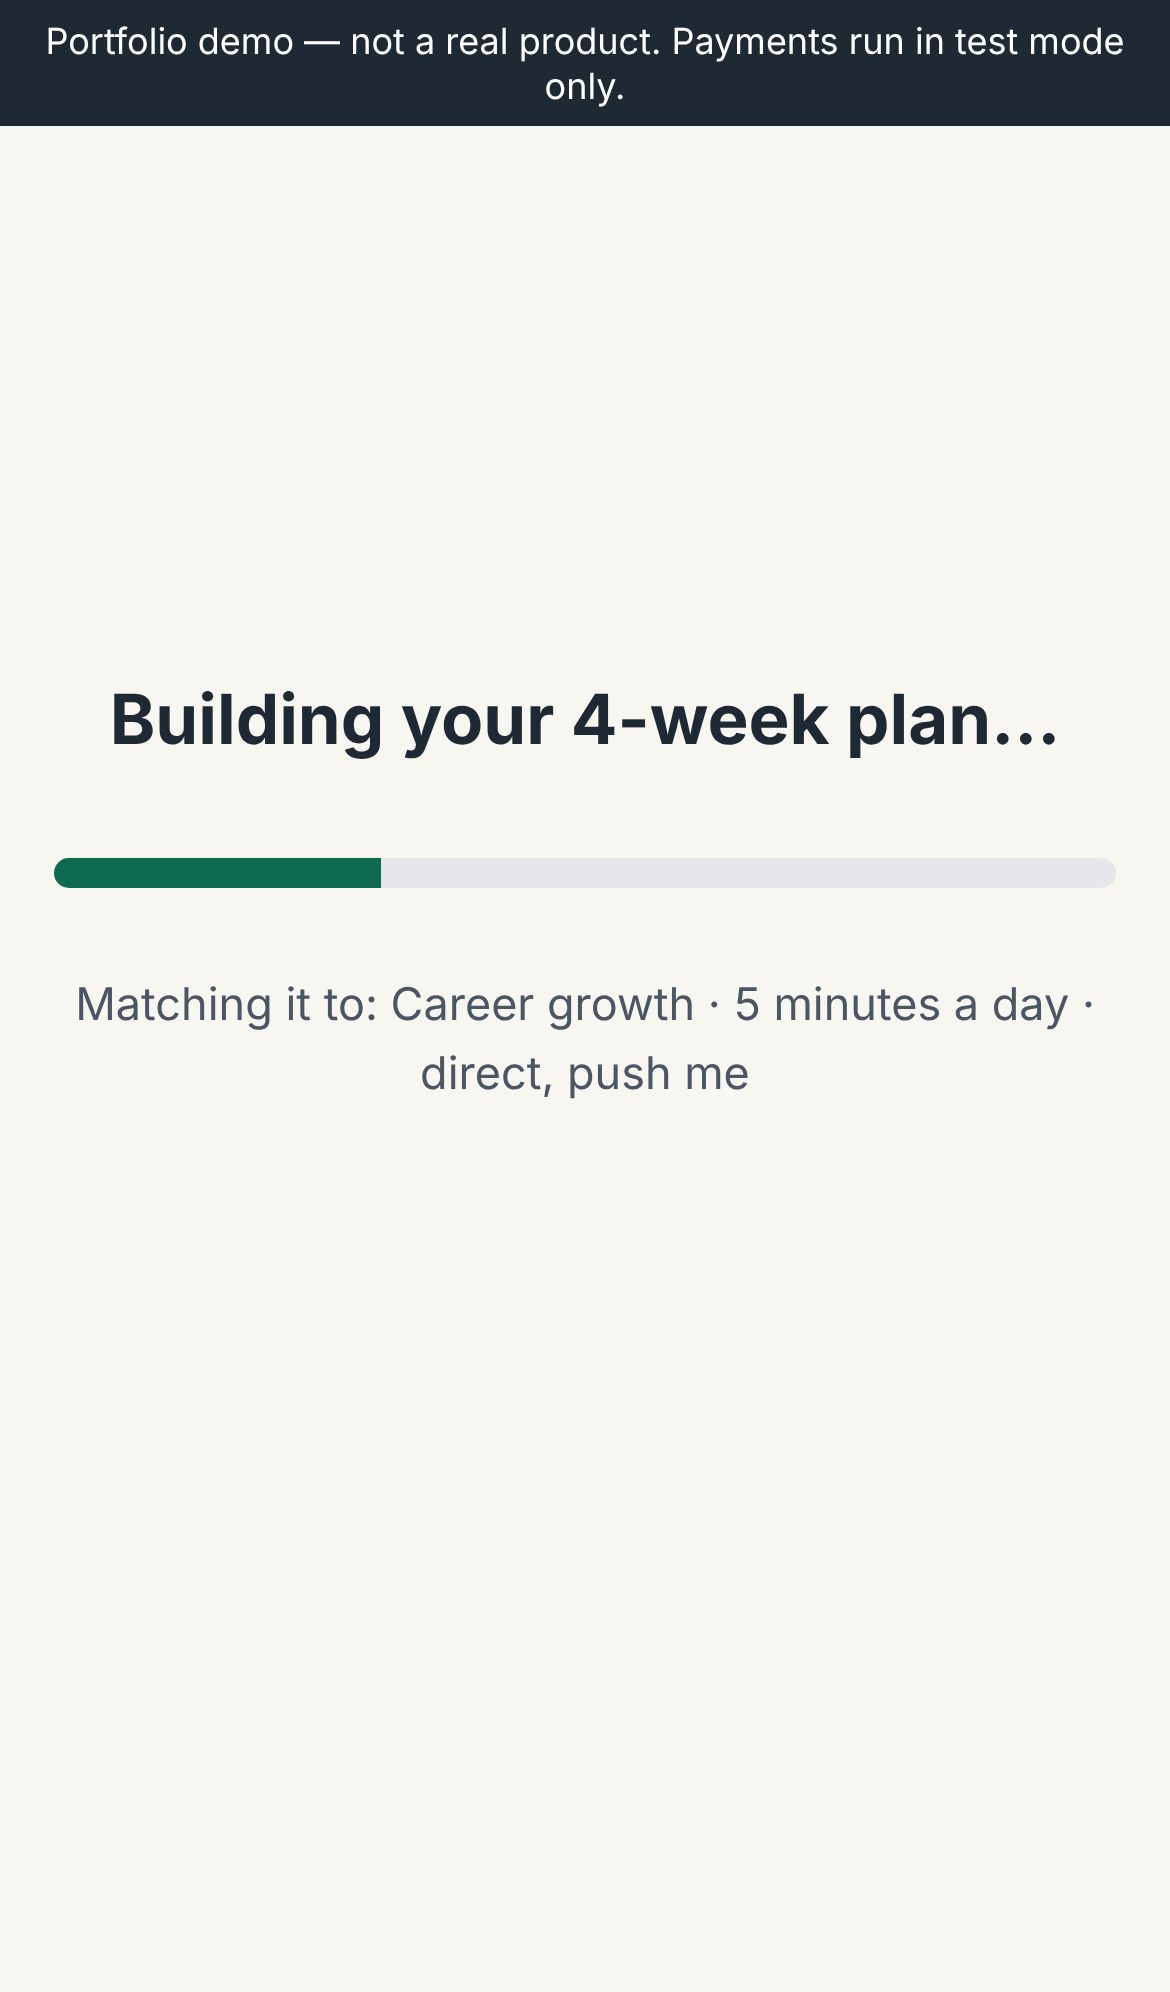 Portfolio demo — not a real product. Payments run in test mode
only.
Building your 4-week plan…
Matching it to: Career growth · 5 minutes a day ·
direct, push me